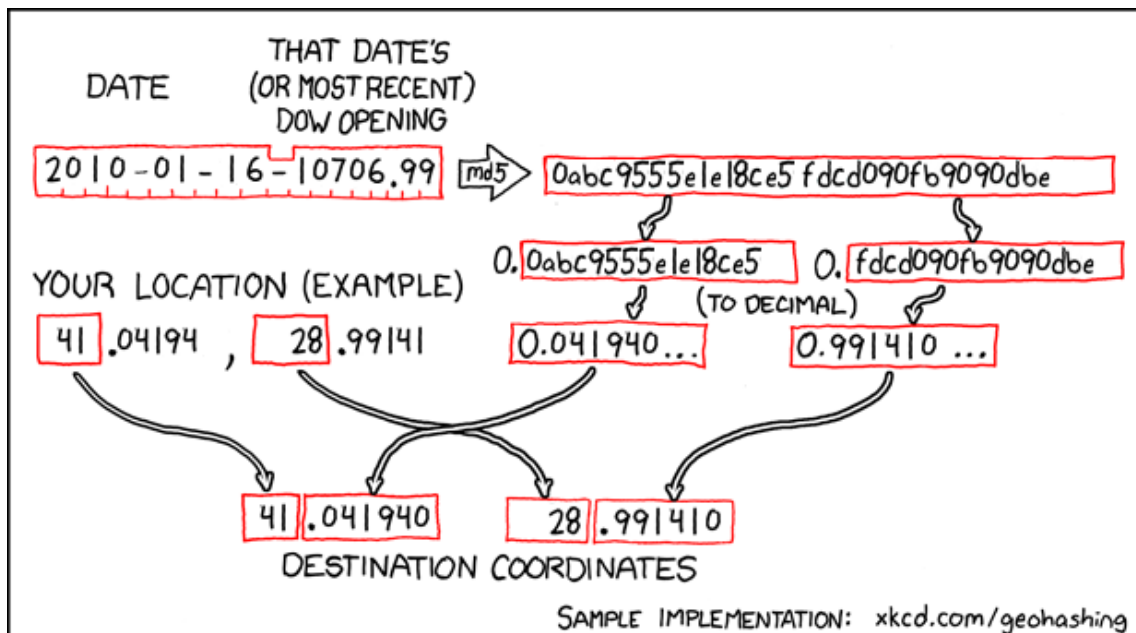 DATE
THAT DATE'S
(OR MOST RECENT)
DOW OPENING
2010-01-16-10706.99
md5
0abc9555e1e18ce5fdcd090fb9090dbe
0.0abc9555e1e18ce5
0.fdcd090fb9090dbe
YOUR LOCATION (EXAMPLE)
(TO DECIMAL)
41.04194, 28.99141
0.041940...
0.991410 ...
41.041940
28.991410
DESTINATION COORDINATES
SAMPLE IMPLEMENTATION: xkcd.com/geohashing